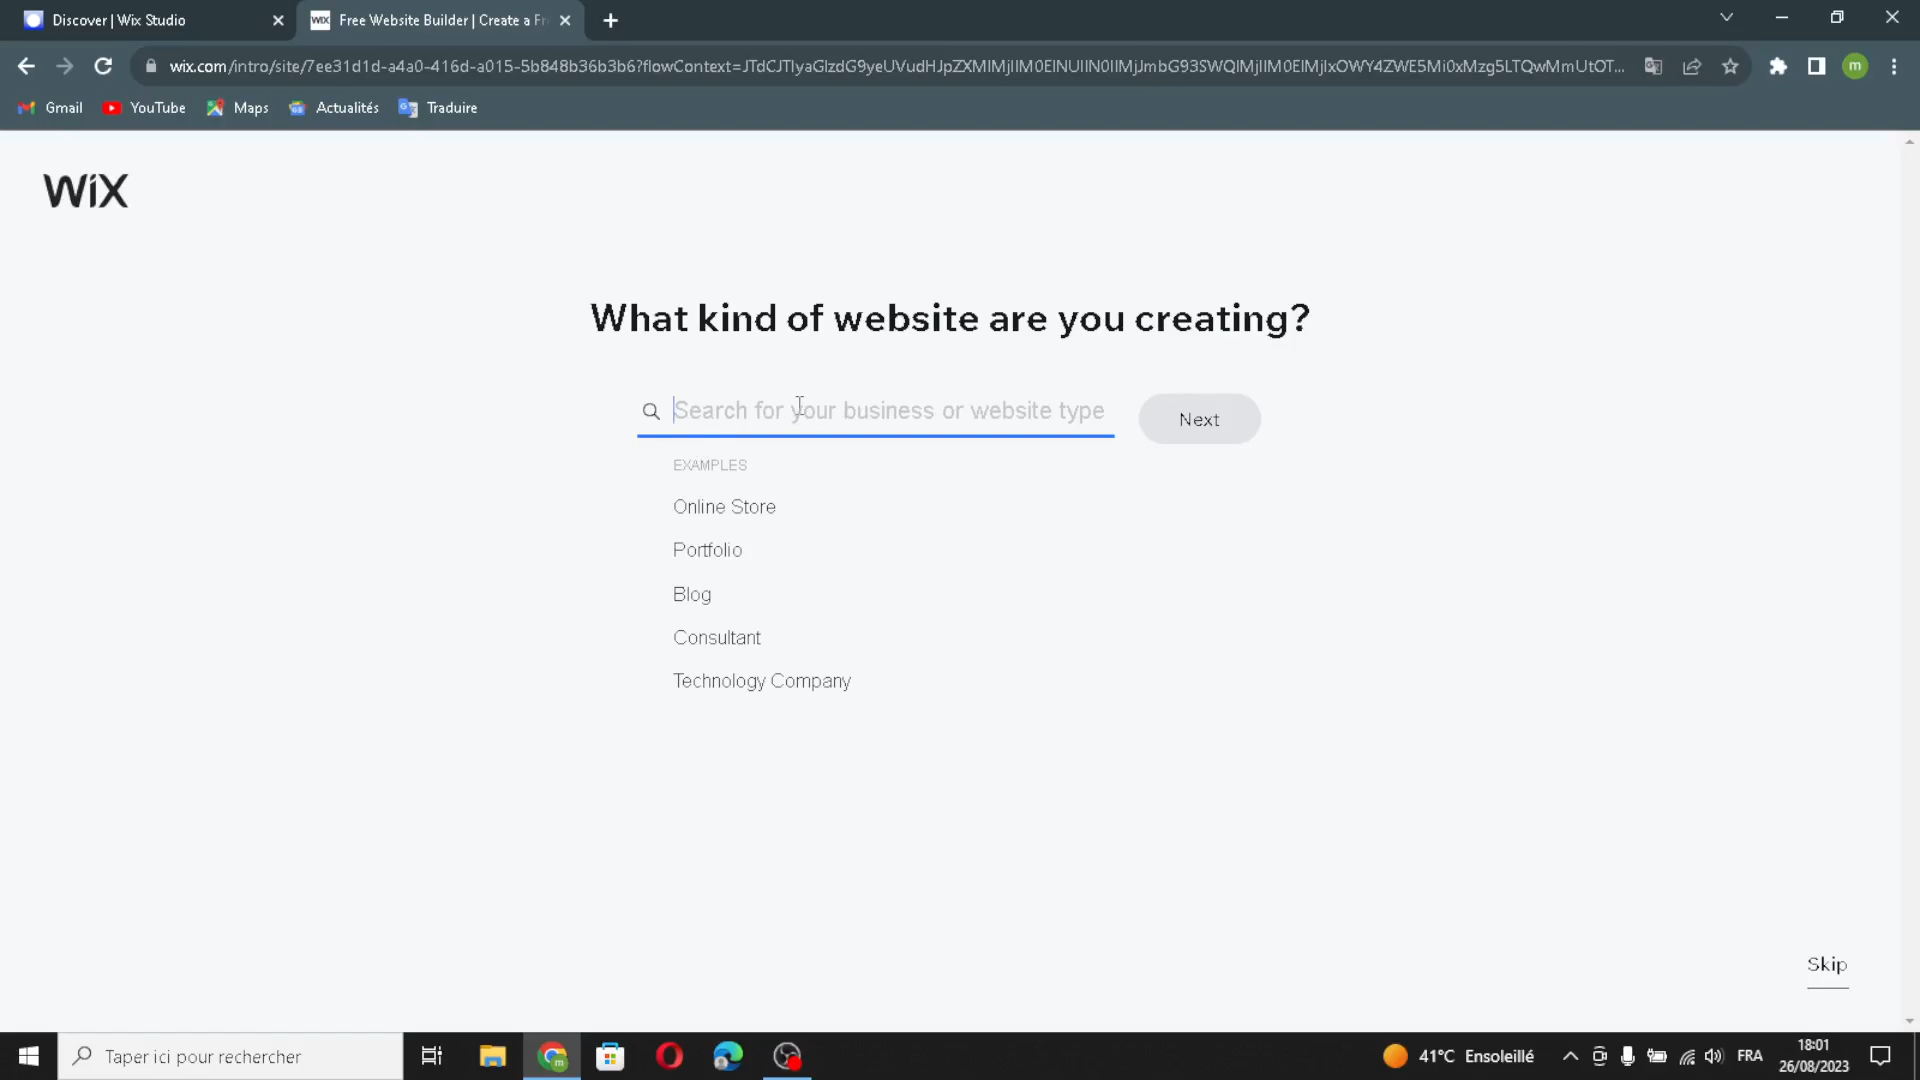 Discover | Wix Studio
WiX Free Website Builder | Create a Fr
wix.com/intro/site/7ee31d1d-a4a0-416d-a015-5b848b36b3b6?flowContext=
Gmail YouTube Maps Actualités Traduire
WiX
What kind of website are you creating?
Search for your business or website type
Next
EXAMPLES
Online Store
Portfolio
Blog
Consultant
Technology Company
Skip
Taper ici pour rechercher
41°C Ensoleillé
FRA
18:01
26/08/2023
m